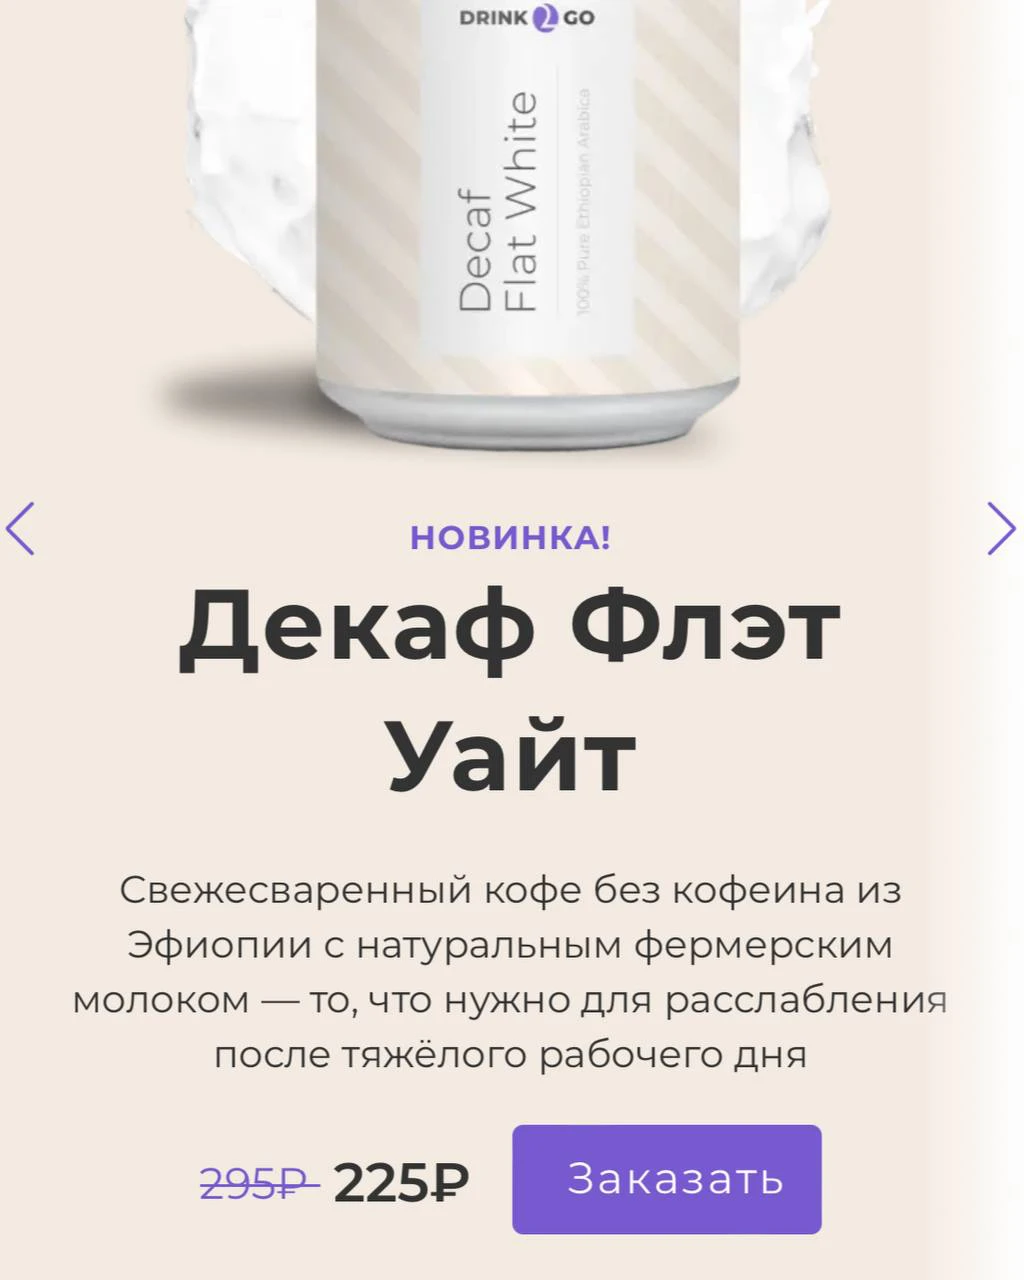 DRINK 2 GO
Decaf
Flat White
100% Pure Ethiopian Arabica
НОВИНКА!
Декаф Флэт
Уайт
Свежесваренный кофе без кофеина из
Эфиопии с натуральным фермерским
молоком — то, что нужно для расслабления
после тяжёлого рабочего дня
295₽ 225₽ Заказать